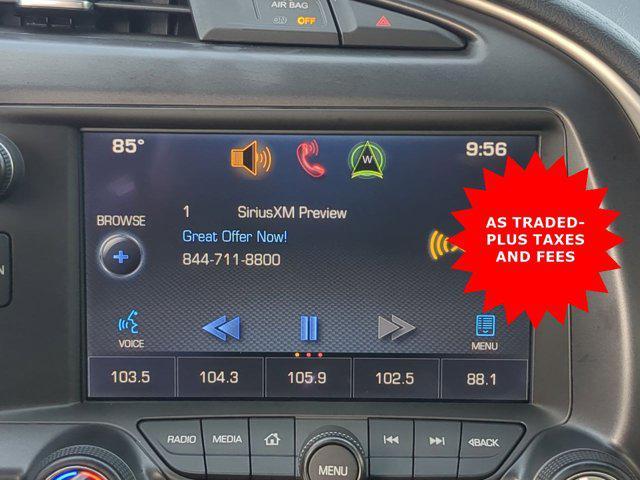 AIR BAG
ON OFF
85°
W
9:56
1 SiriusXM Preview
BROWSE
Great Offer Now!
844-711-8800
AS TRADED-
PLUS TAXES
AND FEES
VOICE
MENU
103.5 104.3 105.9 102.5 88.1
RADIO MEDIA BACK
MENU